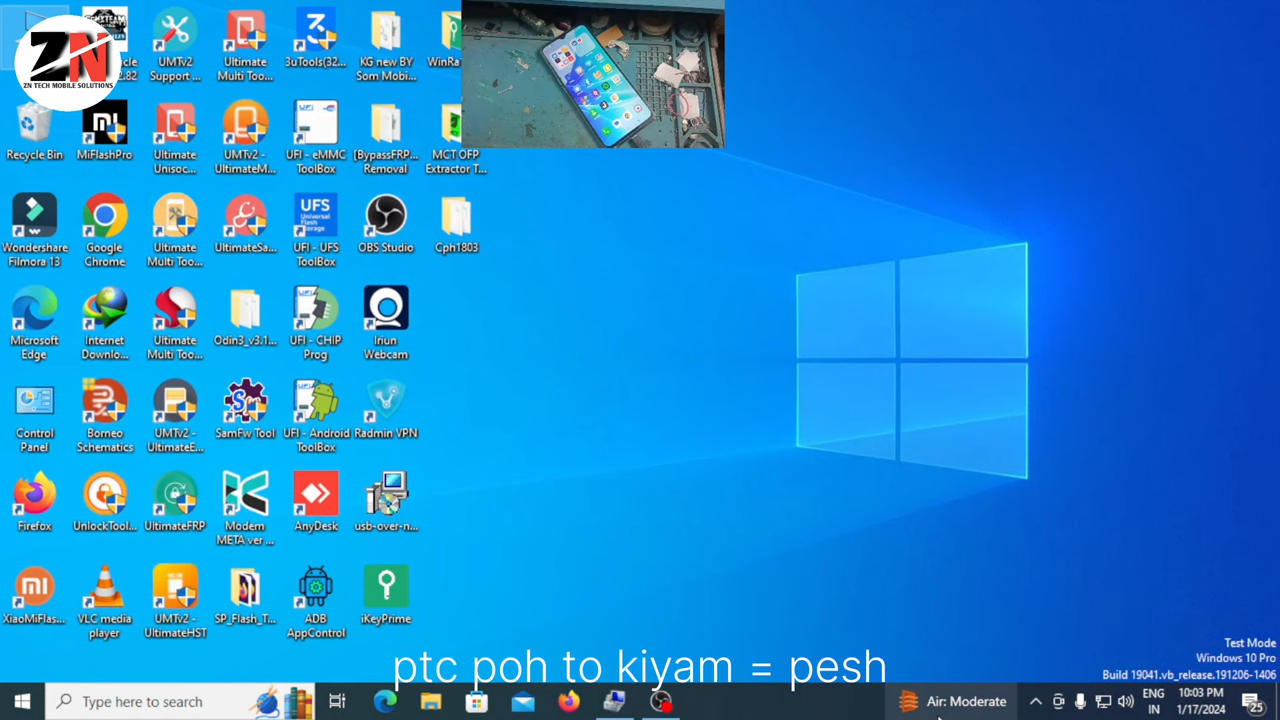 ZN
ZN TECH MOBILE SOLUTIONS
2.82
UMTv2
Support ...
Ultimate
Multi Too...
3uTools(32...
KG new BY
Som Mobi...
Recycle Bin
MiFlashPro
Ultimate
Unisoc...
UMTv2 -
UltimateM...
UFI - eMMC
ToolBox
[BypassFRP...
Removal
MCT OFP
Extractor T...
Wondershare
Filmora 13
Google
Chrome
Ultimate
Multi Too...
UltimateSa...
UFS
Universal
Flash
Storage
UFI - UFS
ToolBox
OBS Studio
Cph1803
Microsoft
Edge
Internet
Downlo...
Ultimate
Multi Too...
Odin3_v3.1...
UFI - CHIP
Prog
Iriun
Webcam
Control
Panel
Borneo
Schematics
UMTv2 -
UltimateE...
SamFw Tool
UFI - Android
ToolBox
Radmin VPN
Firefox
UnlockTool...
UltimateFRP
Modem
META ver ...
AnyDesk
usb-over-n...
XiaoMiFlas...
VLC media
player
UMTv2 -
UltimateHST
SP_Flash_T...
ADB
AppControl
iKeyPrime
ptc poh to kiyam = pesh
Test Mode
Windows 10 Pro
Build 19041.vb_release.191206-1406
Type here to search
Air: Moderate
ENG
IN
10:03 PM
1/17/2024
25